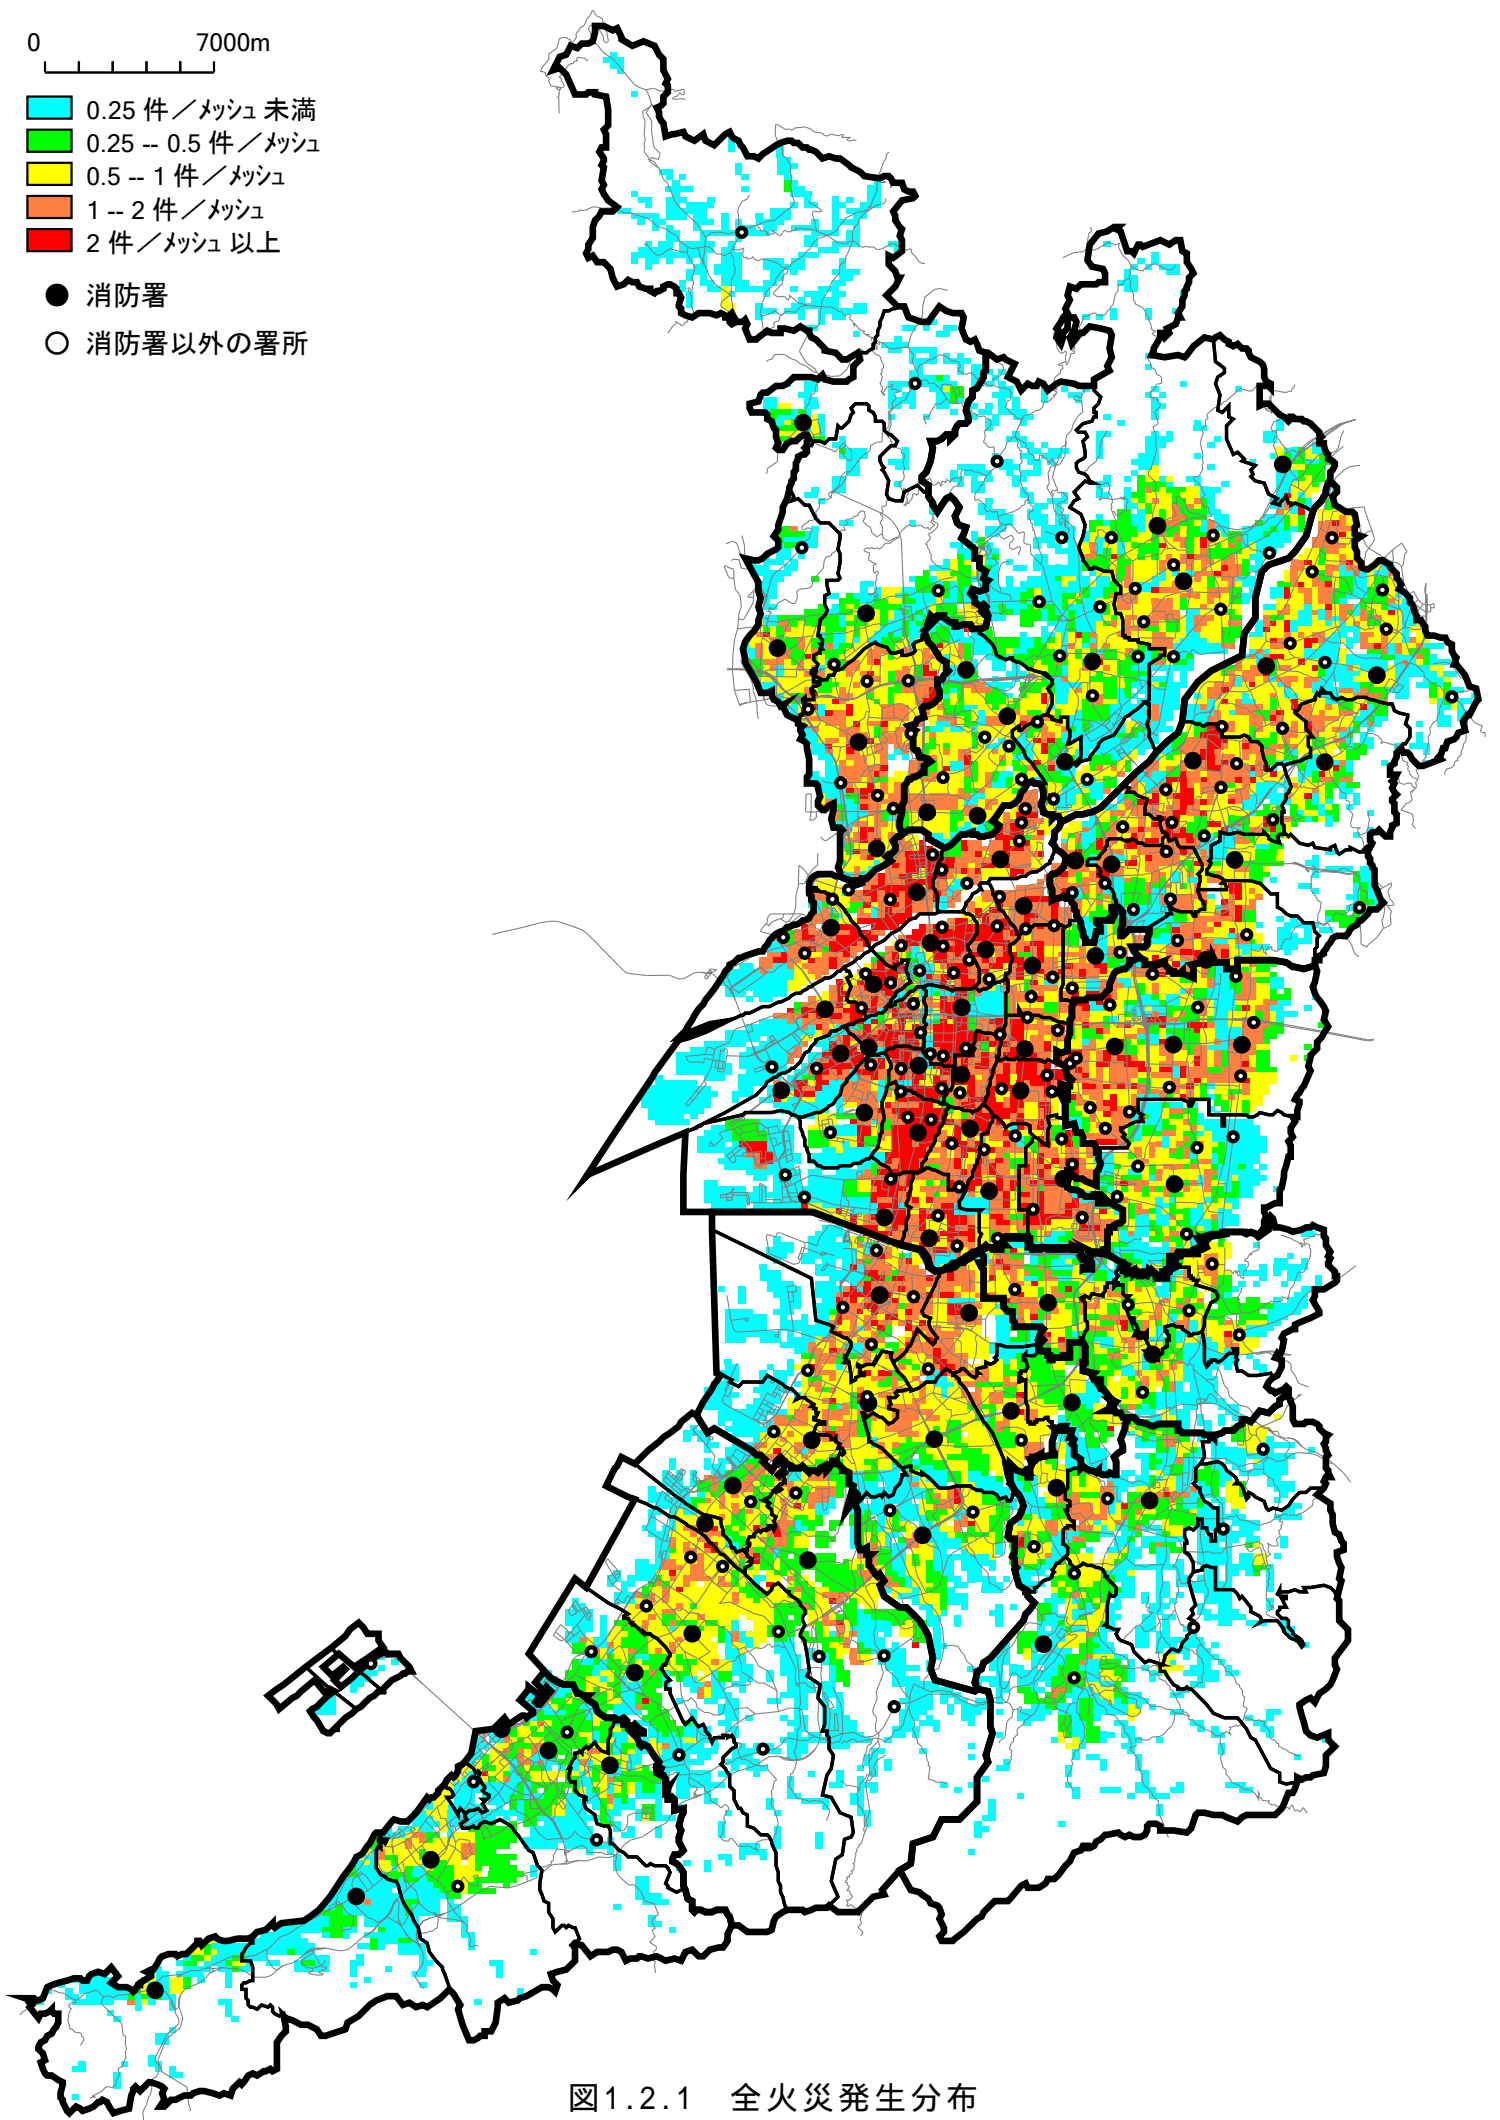 0 7000m
0.25 件／メッシュ 未満
0.25 -- 0.5 件／メッシュ
0.5 -- 1 件／メッシュ
1 -- 2 件／メッシュ
2 件／メッシュ 以上
消防署
消防署以外の署所
図1.2.1 全火災発生分布